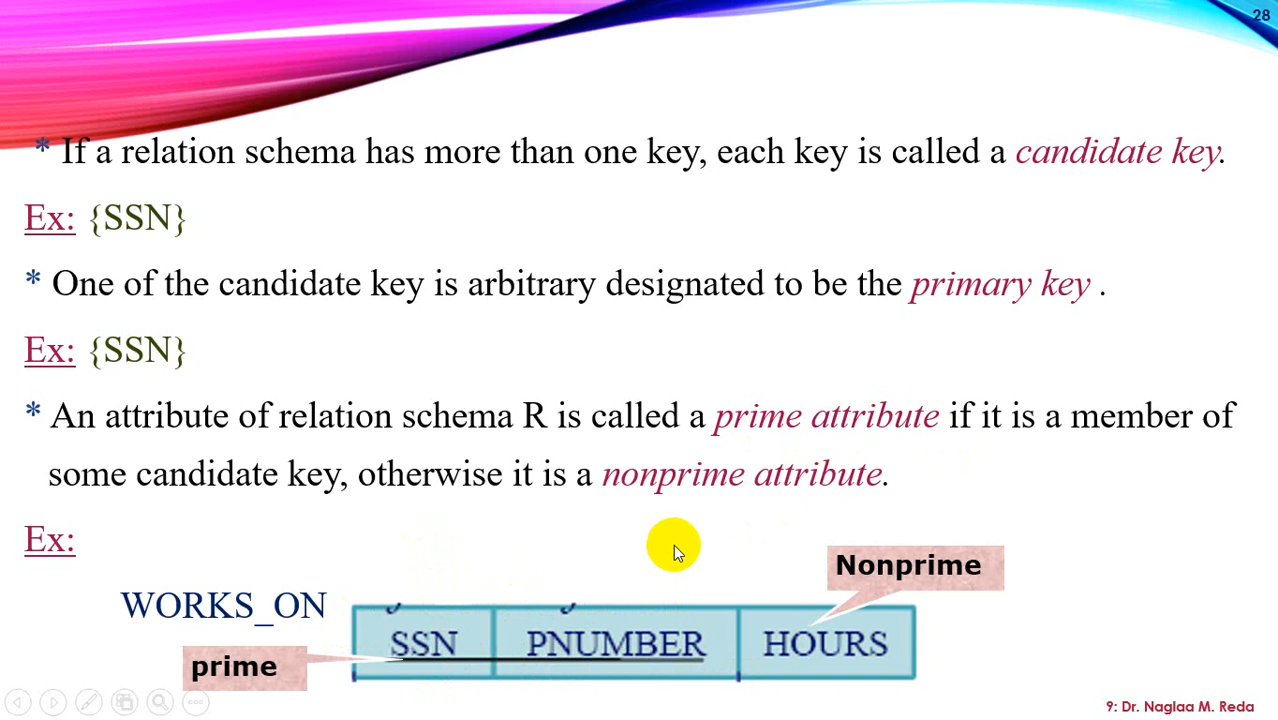 28
* If a relation schema has more than one key, each key is called a candidate key.
Ex: {SSN}
* One of the candidate key is arbitrary designated to be the primary key .
Ex: {SSN}
* An attribute of relation schema R is called a prime attribute if it is a member of
some candidate key, otherwise it is a nonprime attribute.
Ex:
Nonprime
WORKS_ON
SSN PNUMBER HOURS
prime
9: Dr. Naglaa M. Reda